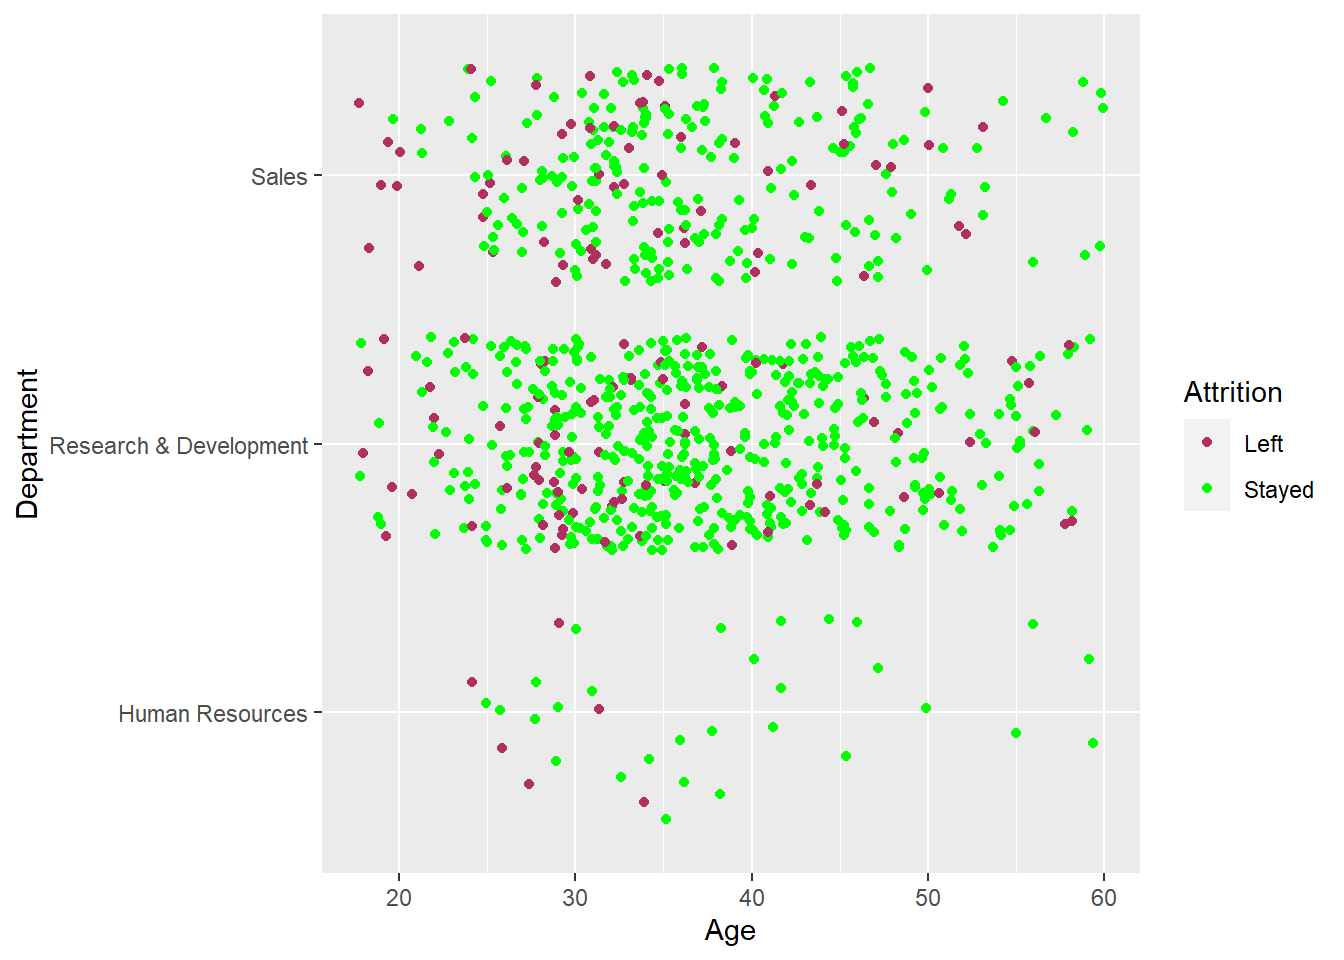 Department
Sales
Research & Development
Human Resources
20 30 40 50 60
Age
Attrition
Left
Stayed